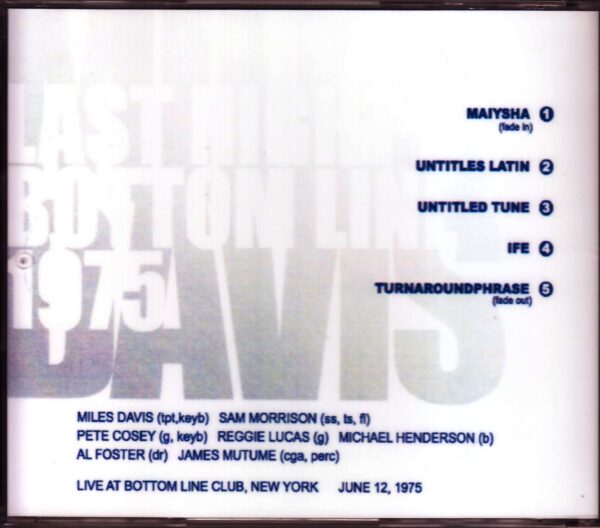 LAST NIGHT
BOTTOM LINE
1975
DAVIS
MAIYSHA 1
(fade in)
UNTITLES LATIN 2
UNTITLED TUNE 3
IFE 4
TURNAROUNDPHRASE 5
(fade out)
MILES DAVIS (tpt,keyb) SAM MORRISON (ss, ts, fl)
PETE COSEY (g, keyb) REGGIE LUCAS (g) MICHAEL HENDERSON (b)
AL FOSTER (dr) JAMES MUTUME (cga, perc)
LIVE AT BOTTOM LINE CLUB, NEW YORK JUNE 12, 1975